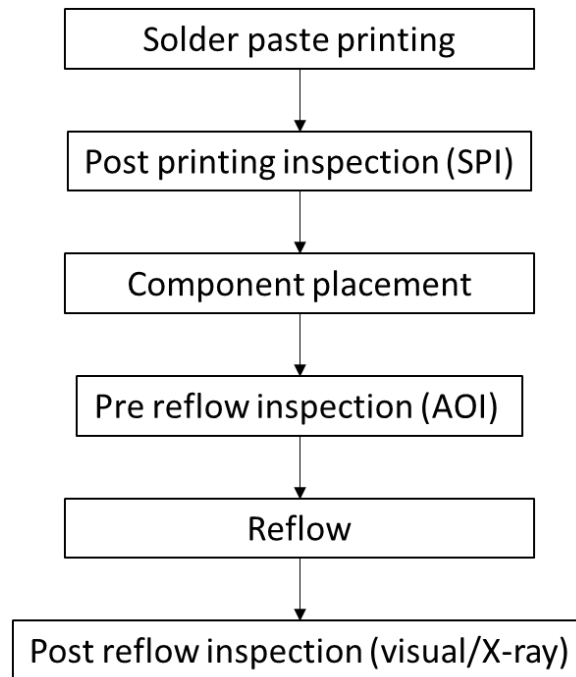 Solder paste printing
Post printing inspection (SPI)
Component placement
Pre reflow inspection (AOI)
Reflow
Post reflow inspection (visual/X-ray)